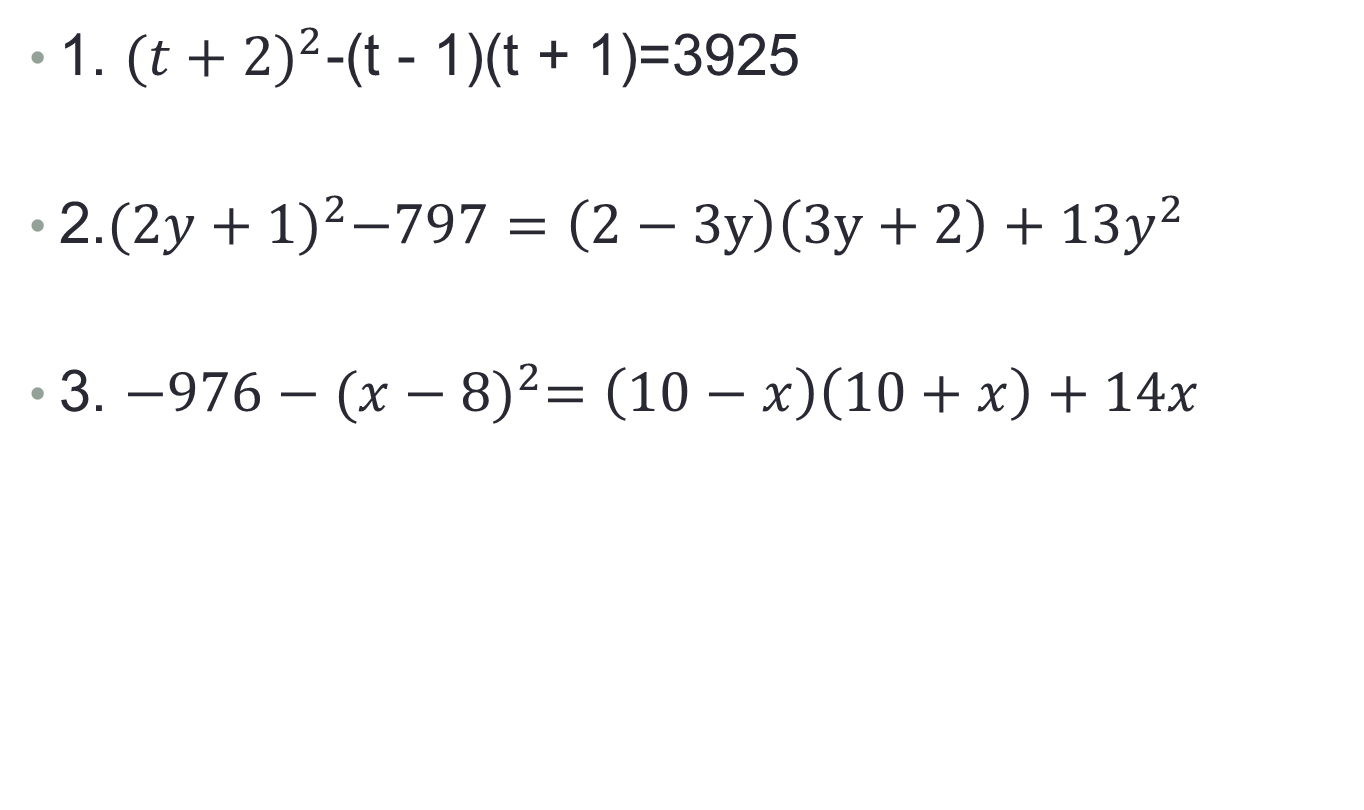 • 1. (𝑡 + 2)²-(t - 1)(t + 1)=3925
• 2.(2𝑦 + 1)²−797 = (2 − 3y)(3y + 2) + 13𝑦²
• 3. −976 − (𝑥 − 8)²= (10 − 𝑥)(10 + 𝑥) + 14𝑥